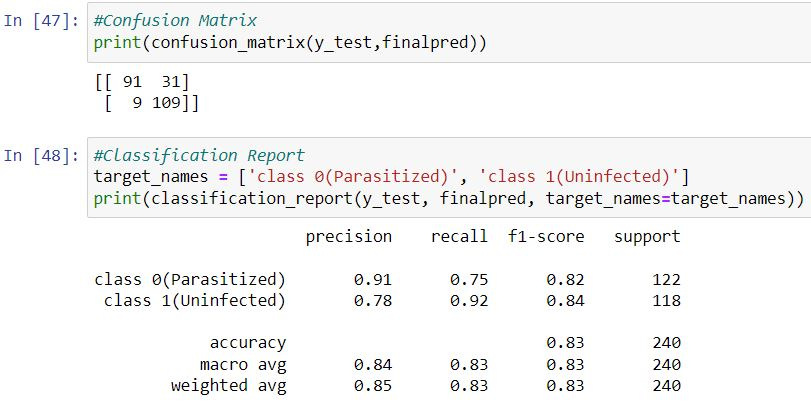 In [47]: #Confusion Matrix
print(confusion_matrix(y_test,finalpred))
[[ 91  31]
 [  9 109]]
In [48]: #Classification Report
target_names = ['class 0(Parasitized)', 'class 1(Uninfected)']
print(classification_report(y_test, finalpred, target_names=target_names))
precision recall f1-score support
class 0(Parasitized) 0.91 0.75 0.82 122
class 1(Uninfected) 0.78 0.92 0.84 118
accuracy 0.83 240
macro avg 0.84 0.83 0.83 240
weighted avg 0.85 0.83 0.83 240